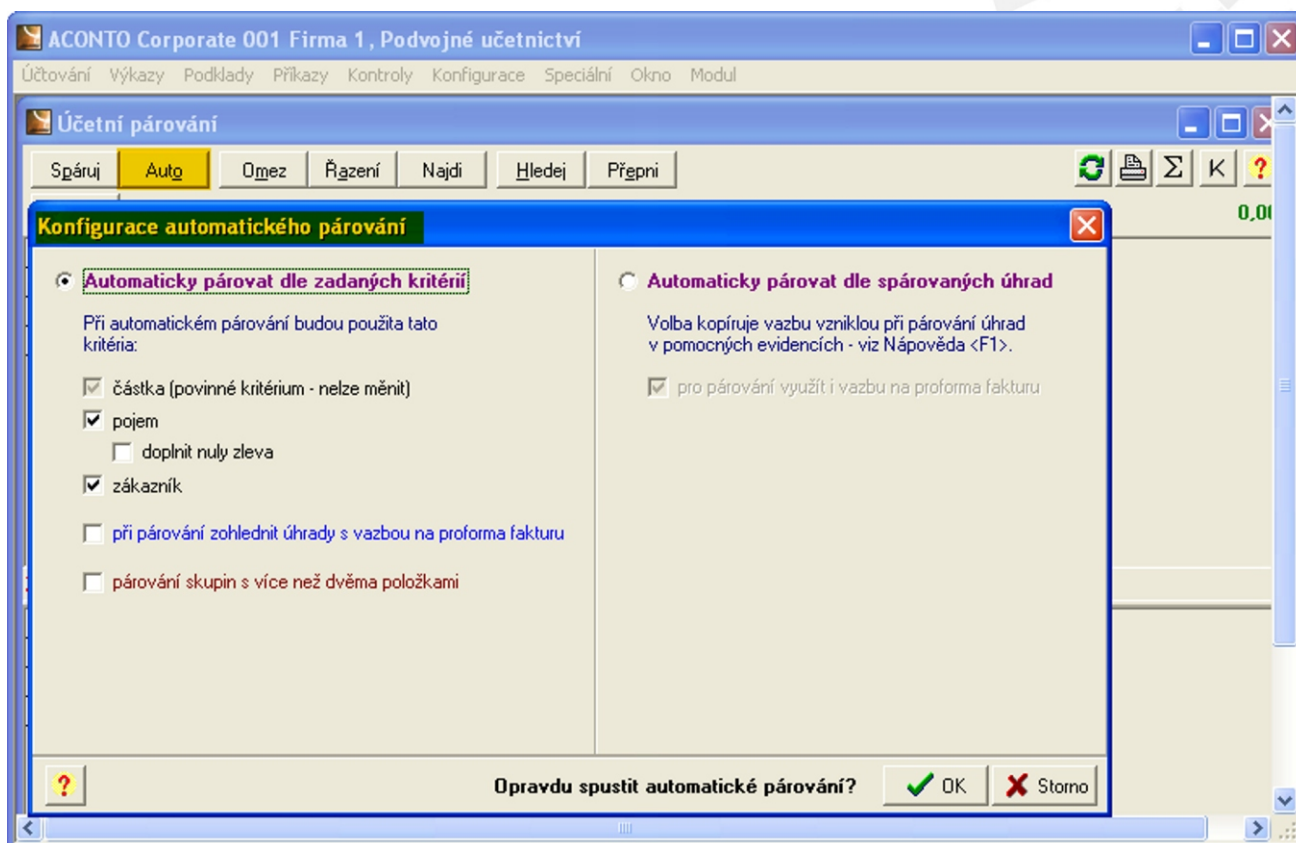 ACONTO Corporate 001 Firma 1, Podvojné učetnictví
Účtování Výkazy Podklady Příkazy Kontroly Konfigurace Speciální Okno Modul
Účetní párování
Spáruj Auto Omez Řazení Najdi Hledej Přepni Σ K ?
Konfigurace automatického párování
0,00
Automaticky párovat dle zadaných kritérií
Při automatickém párování budou použita tato
kritéria:
částka (povinné kritérium - nelze měnit)
pojem
doplnit nuly zleva
zákazník
při párování zohlednit úhrady s vazbou na proforma fakturu
párování skupin s více než dvěma položkami
Automaticky párovat dle spárovaných úhrad
Volba kopíruje vazbu vzniklou při párování úhrad
v pomocných evidencích - viz Nápověda <F1>.
pro párování využít i vazbu na proforma fakturu
? Opravdu spustit automatické párování? OK Storno